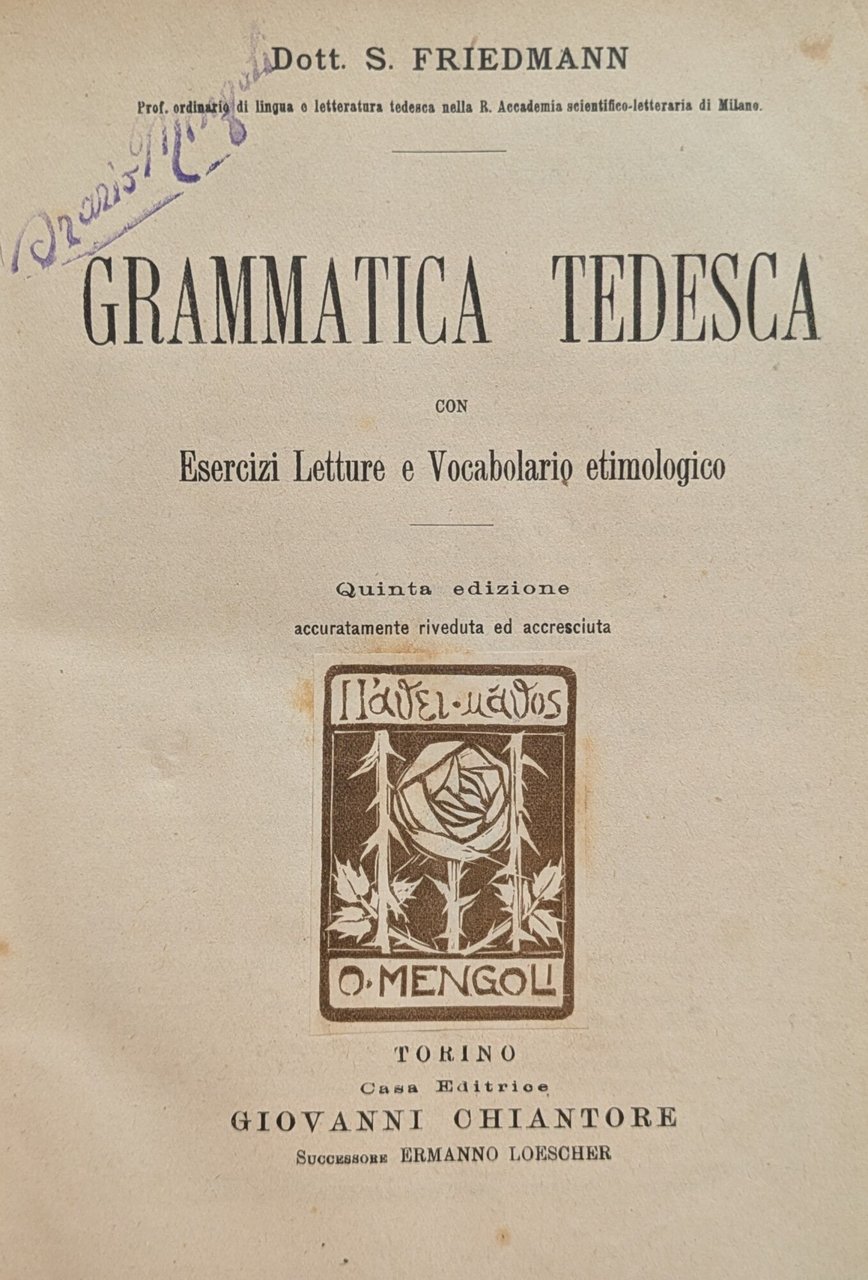 Dott. S. FRIEDMANN
Prof. ordinario di lingua e letteratura tedesca nella R. Accademia scientifico-letteraria di Milano.
Orazio Mengoli
GRAMMATICA TEDESCA
CON
Esercizi Letture e Vocabolario etimologico
Quinta edizione
accuratamente riveduta ed accresciuta
Πάθει·μάθος
O·MENGOLI
TORINO
Casa Editrice
GIOVANNI CHIANTORE
SUCCESSORE ERMANNO LOESCHER